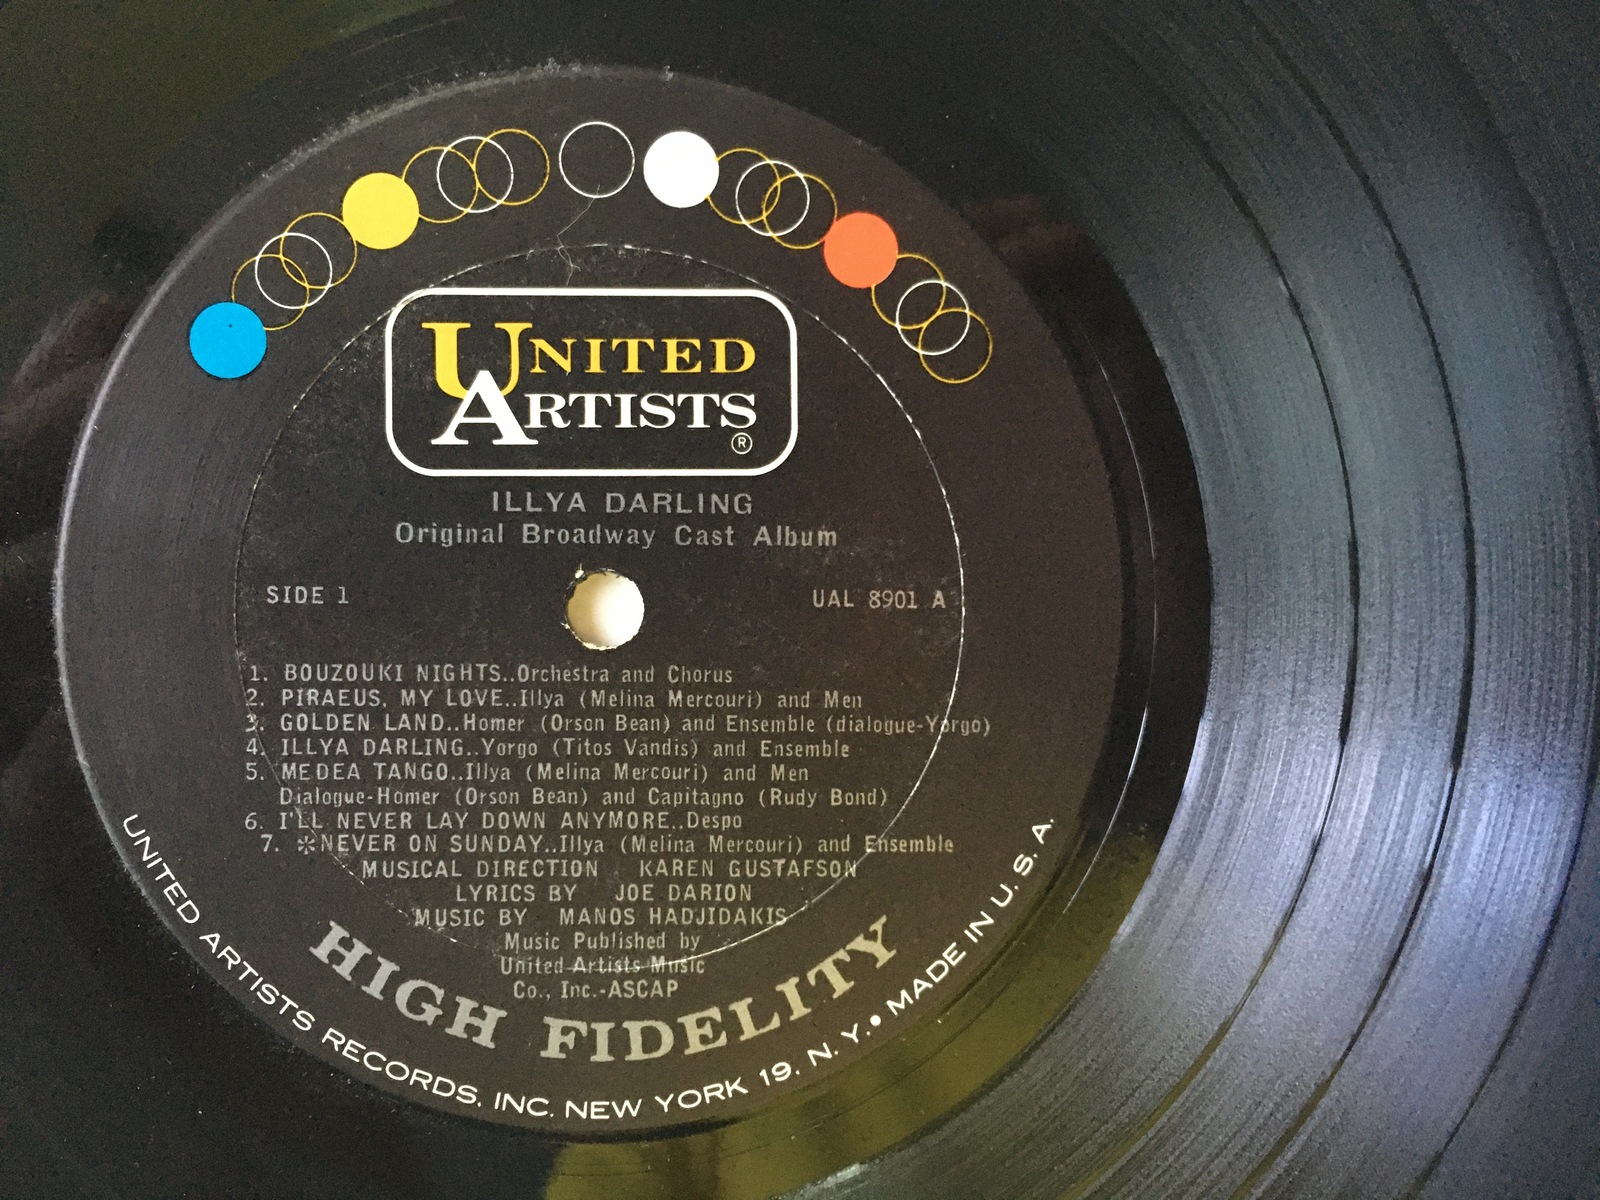 UNITED
ARTISTS
®
ILLYA DARLING
Original Broadway Cast Album
SIDE 1
UAL 8901 A
1. BOUZOUKI NIGHTS..Orchestra and Chorus
2. PIRAEUS, MY LOVE..Illya (Melina Mercouri) and Men
3. GOLDEN LAND..Homer (Orson Bean) and Ensemble (dialogue-Yorgo)
4. ILLYA DARLING..Yorgo (Titos Vandis) and Ensemble
5. MEDEA TANGO..Illya (Melina Mercouri) and Men
Dialogue-Homer (Orson Bean) and Capitagno (Rudy Bond)
6. I'LL NEVER LAY DOWN ANYMORE..Despo
7. *NEVER ON SUNDAY..Illya (Melina Mercouri) and Ensemble
MUSICAL DIRECTION KAREN GUSTAFSON
LYRICS BY JOE DARION
MUSIC BY MANOS HADJIDAKIS
Music Published by
United Artists Music
Co., Inc.-ASCAP
HIGH FIDELITY
UNITED ARTISTS RECORDS, INC. NEW YORK 19, N. Y. • MADE IN U. S. A.